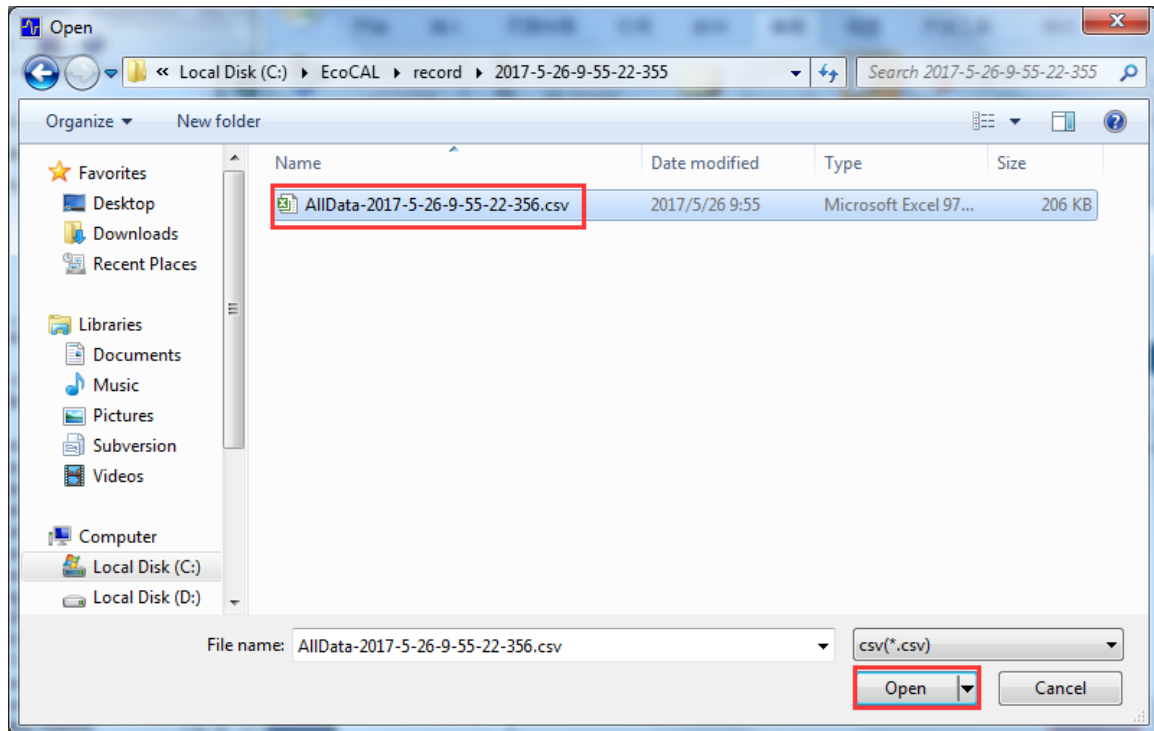 Open
« Local Disk (C:) EcoCAL record 2017-5-26-9-55-22-355 Search 2017-5-26-9-55-22-355
Organize New folder
Name Date modified Type Size
AllData-2017-5-26-9-55-22-356.csv 2017/5/26 9:55 Microsoft Excel 97... 206 KB
Favorites
Desktop
Downloads
Recent Places
Libraries
Documents
Music
Pictures
Subversion
Videos
Computer
Local Disk (C:)
Local Disk (D:)
File name: AllData-2017-5-26-9-55-22-356.csv csv(*.csv)
Open Cancel